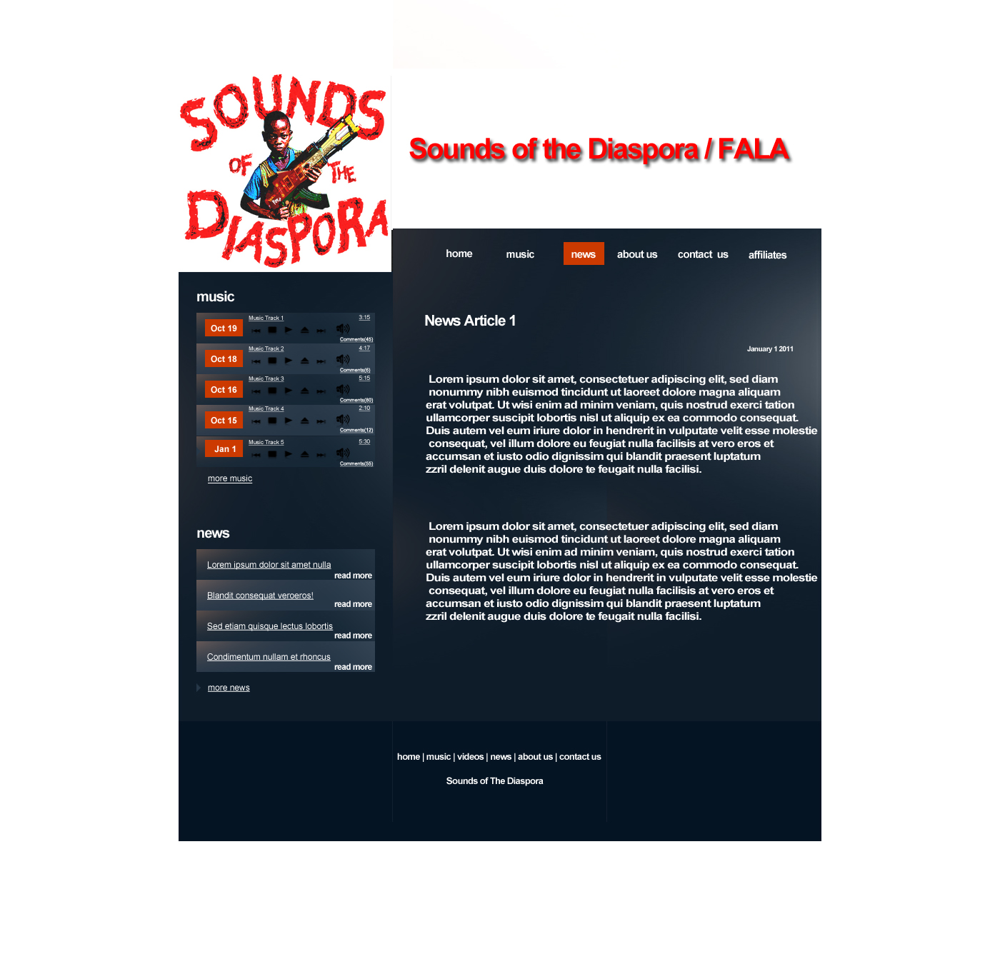 SOUNDS
OF THE
DIASPORA
Sounds of the Diaspora / FALA
home music news about us contact us affiliates
music
Oct 19 Music Track 1 3:15
Comments(45)
Oct 18 Music Track 2 4:17
Comments(6)
Oct 16 Music Track 3 5:15
Comments(80)
Oct 15 Music Track 4 2:10
Comments(12)
Jan 1 Music Track 5 5:30
Comments(55)
more music
news
Lorem ipsum dolor sit amet nulla
read more
Blandit consequat veroeros!
read more
Sed etiam quisque lectus lobortis
read more
Condimentum nullam et rhoncus
read more
more news
News Article 1
January 1 2011
Lorem ipsum dolor sit amet, consectetuer adipiscing elit, sed diam
nonummy nibh euismod tincidunt ut laoreet dolore magna aliquam
erat volutpat. Ut wisi enim ad minim veniam, quis nostrud exerci tation
ullamcorper suscipit lobortis nisl ut aliquip ex ea commodo consequat.
Duis autem vel eum iriure dolor in hendrerit in vulputate velit esse molestie
consequat, vel illum dolore eu feugiat nulla facilisis at vero eros et
accumsan et iusto odio dignissim qui blandit praesent luptatum
zzril delenit augue duis dolore te feugait nulla facilisi.
Lorem ipsum dolor sit amet, consectetuer adipiscing elit, sed diam
nonummy nibh euismod tincidunt ut laoreet dolore magna aliquam
erat volutpat. Ut wisi enim ad minim veniam, quis nostrud exerci tation
ullamcorper suscipit lobortis nisl ut aliquip ex ea commodo consequat.
Duis autem vel eum iriure dolor in hendrerit in vulputate velit esse molestie
consequat, vel illum dolore eu feugiat nulla facilisis at vero eros et
accumsan et iusto odio dignissim qui blandit praesent luptatum
zzril delenit augue duis dolore te feugait nulla facilisi.
home | music | videos | news | about us | contact us
Sounds of The Diaspora